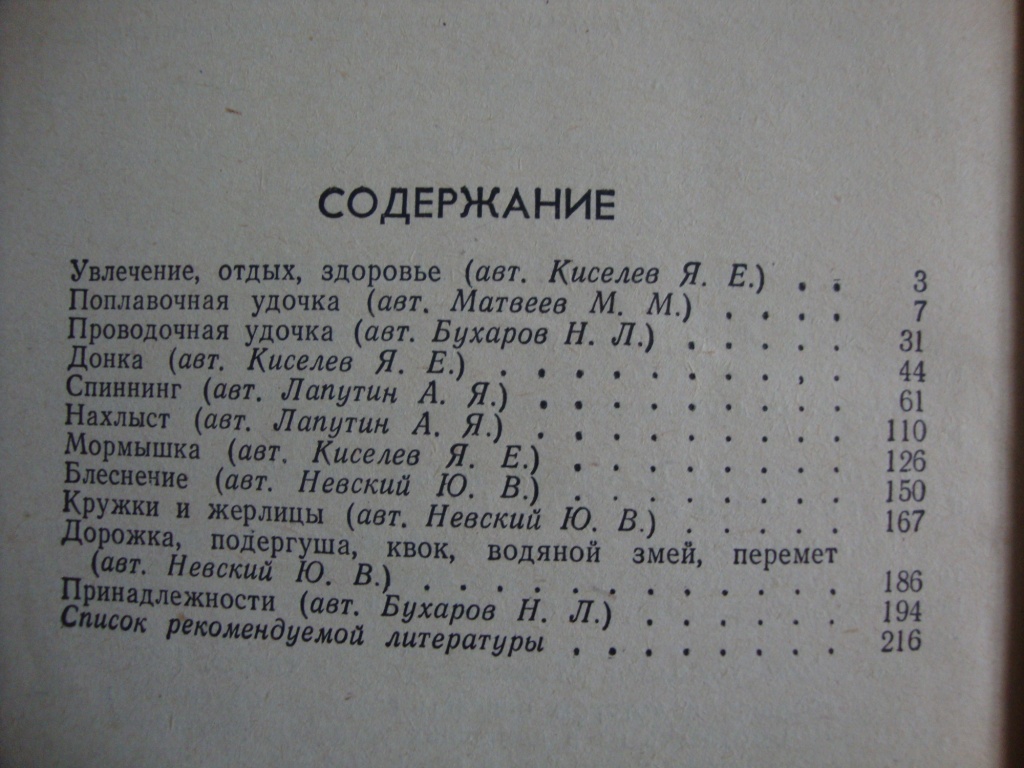 СОДЕРЖАНИЕ
Увлечение, отдых, здоровье (авт. Киселев Я. Е.) . . 3
Поплавочная удочка (авт. Матвеев М. М.) . . . . 7
Проводочная удочка (авт. Бухаров Н. Л.) . . . . . 31
Донка (авт. Киселев Я. Е.) . . . . . . . . . . 44
Спиннинг (авт. Лапутин А. Я.) . . . . . . . . . 61
Нахлыст (авт. Лапутин А. Я.) . . . . . . . . . 110
Мормышка (авт. Киселев Я. Е.) . . . . . . . . 126
Блеснение (авт. Невский Ю. В.) . . . . . . . . 150
Кружки и жерлицы (авт. Невский Ю. В.) . . . . . 167
Дорожка, подергуша, квок, водяной змей, перемет
(авт. Невский Ю. В.) . . . . . . . . . . . . 186
Принадлежности (авт. Бухаров Н. Л.) . . . . . . 194
Список рекомендуемой литературы . . . . . . . . 216